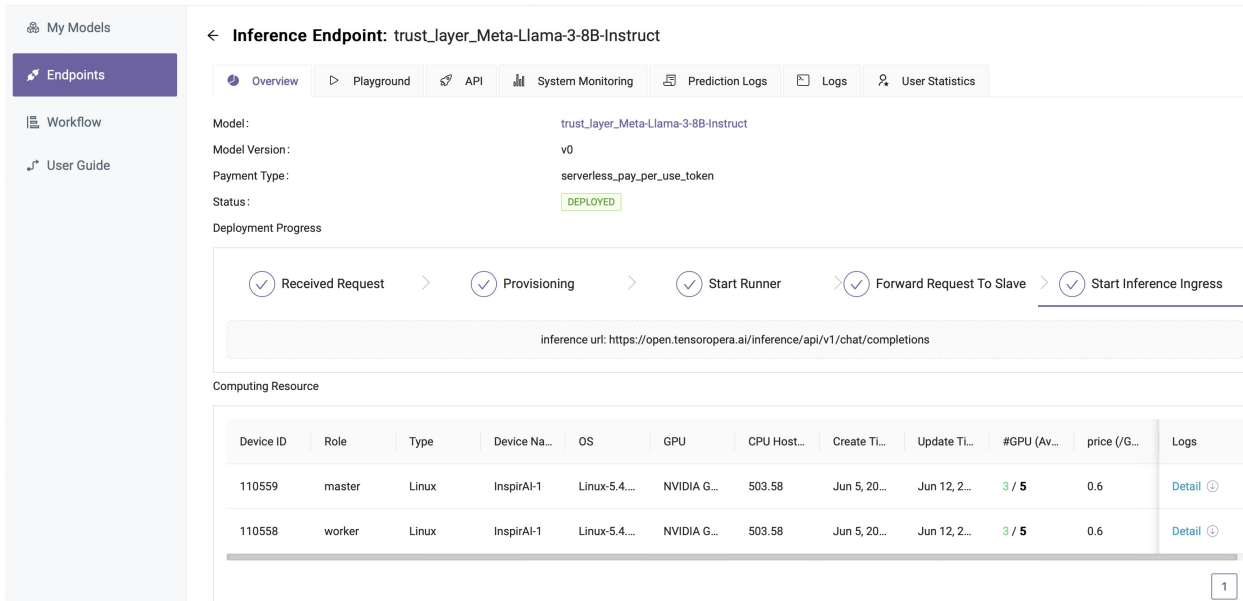 My Models
Endpoints
Workflow
User Guide
Inference Endpoint: trust_layer_Meta-Llama-3-8B-Instruct
Overview Playground API System Monitoring Prediction Logs Logs User Statistics
Model: trust_layer_Meta-Llama-3-8B-Instruct
Model Version: v0
Payment Type: serverless_pay_per_use_token
Status: DEPLOYED
Deployment Progress
Received Request Provisioning Start Runner Forward Request To Slave Start Inference Ingress
inference url: https://open.tensoropera.ai/inference/api/v1/chat/completions
Computing Resource
Device ID Role Type Device Na... OS GPU CPU Host... Create Ti... Update Ti... #GPU (Av... price (/G... Logs
110559 master Linux InspirAI-1 Linux-5.4.... NVIDIA G... 503.58 Jun 5, 20... Jun 12, 2... 3 / 5 0.6 Detail
110558 worker Linux InspirAI-1 Linux-5.4.... NVIDIA G... 503.58 Jun 5, 20... Jun 12, 2... 3 / 5 0.6 Detail
1